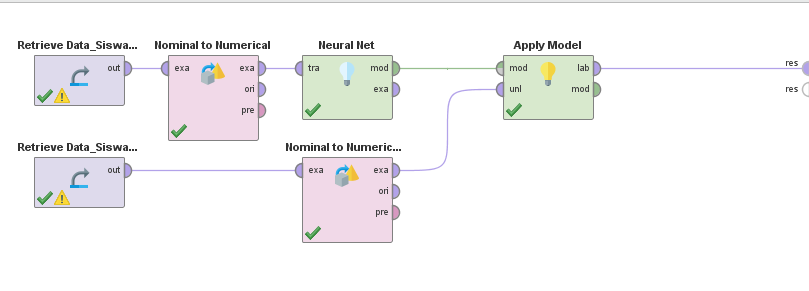 Retrieve Data_Siswa... Nominal to Numerical Neural Net Apply Model
out exa exa tra mod mod lab res
ori exa unl mod res
pre
Retrieve Data_Siswa... Nominal to Numeric...
out exa exa
ori
pre